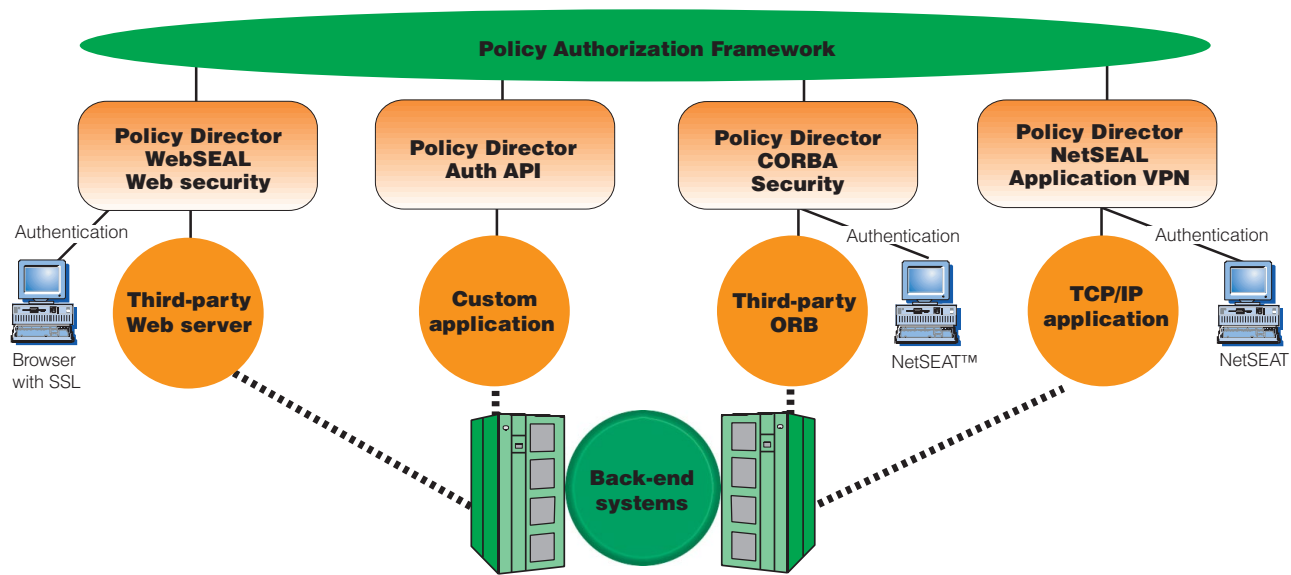 Policy Authorization Framework
Policy Director
WebSEAL
Web security
Policy Director
Auth API
Policy Director
CORBA
Security
Policy Director
NetSEAL
Application VPN
Authentication
Authentication
Authentication
Third-party
Web server
Custom
application
Third-party
ORB
TCP/IP
application
Browser
with SSL
NetSEAT™
NetSEAT
Back-end
systems